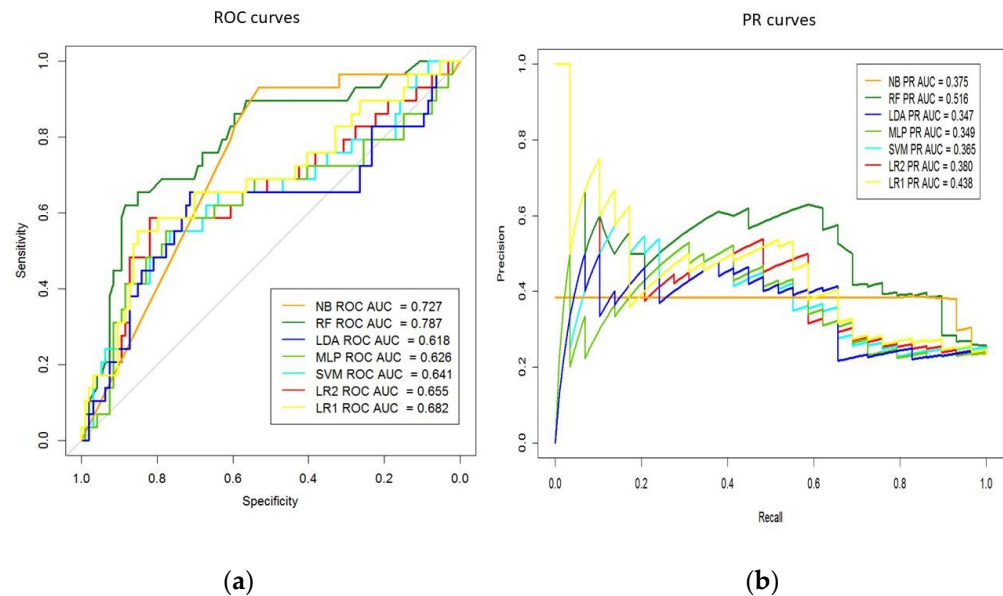 ROC curves
Sensitivity
0.0
0.2
0.4
0.6
0.8
1.0
NB ROC AUC = 0.727
RF ROC AUC = 0.787
LDA ROC AUC = 0.618
MLP ROC AUC = 0.626
SVM ROC AUC = 0.641
LR2 ROC AUC = 0.655
LR1 ROC AUC = 0.682
1.0 0.8 0.6 0.4 0.2 0.0
Specificity
(a)
PR curves
Precision
0.0
0.2
0.4
0.6
0.8
1.0
NB PR AUC = 0.375
RF PR AUC = 0.516
LDA PR AUC = 0.347
MLP PR AUC = 0.349
SVM PR AUC = 0.365
LR2 PR AUC = 0.380
LR1 PR AUC = 0.438
0.0 0.2 0.4 0.6 0.8 1.0
Recall
(b)